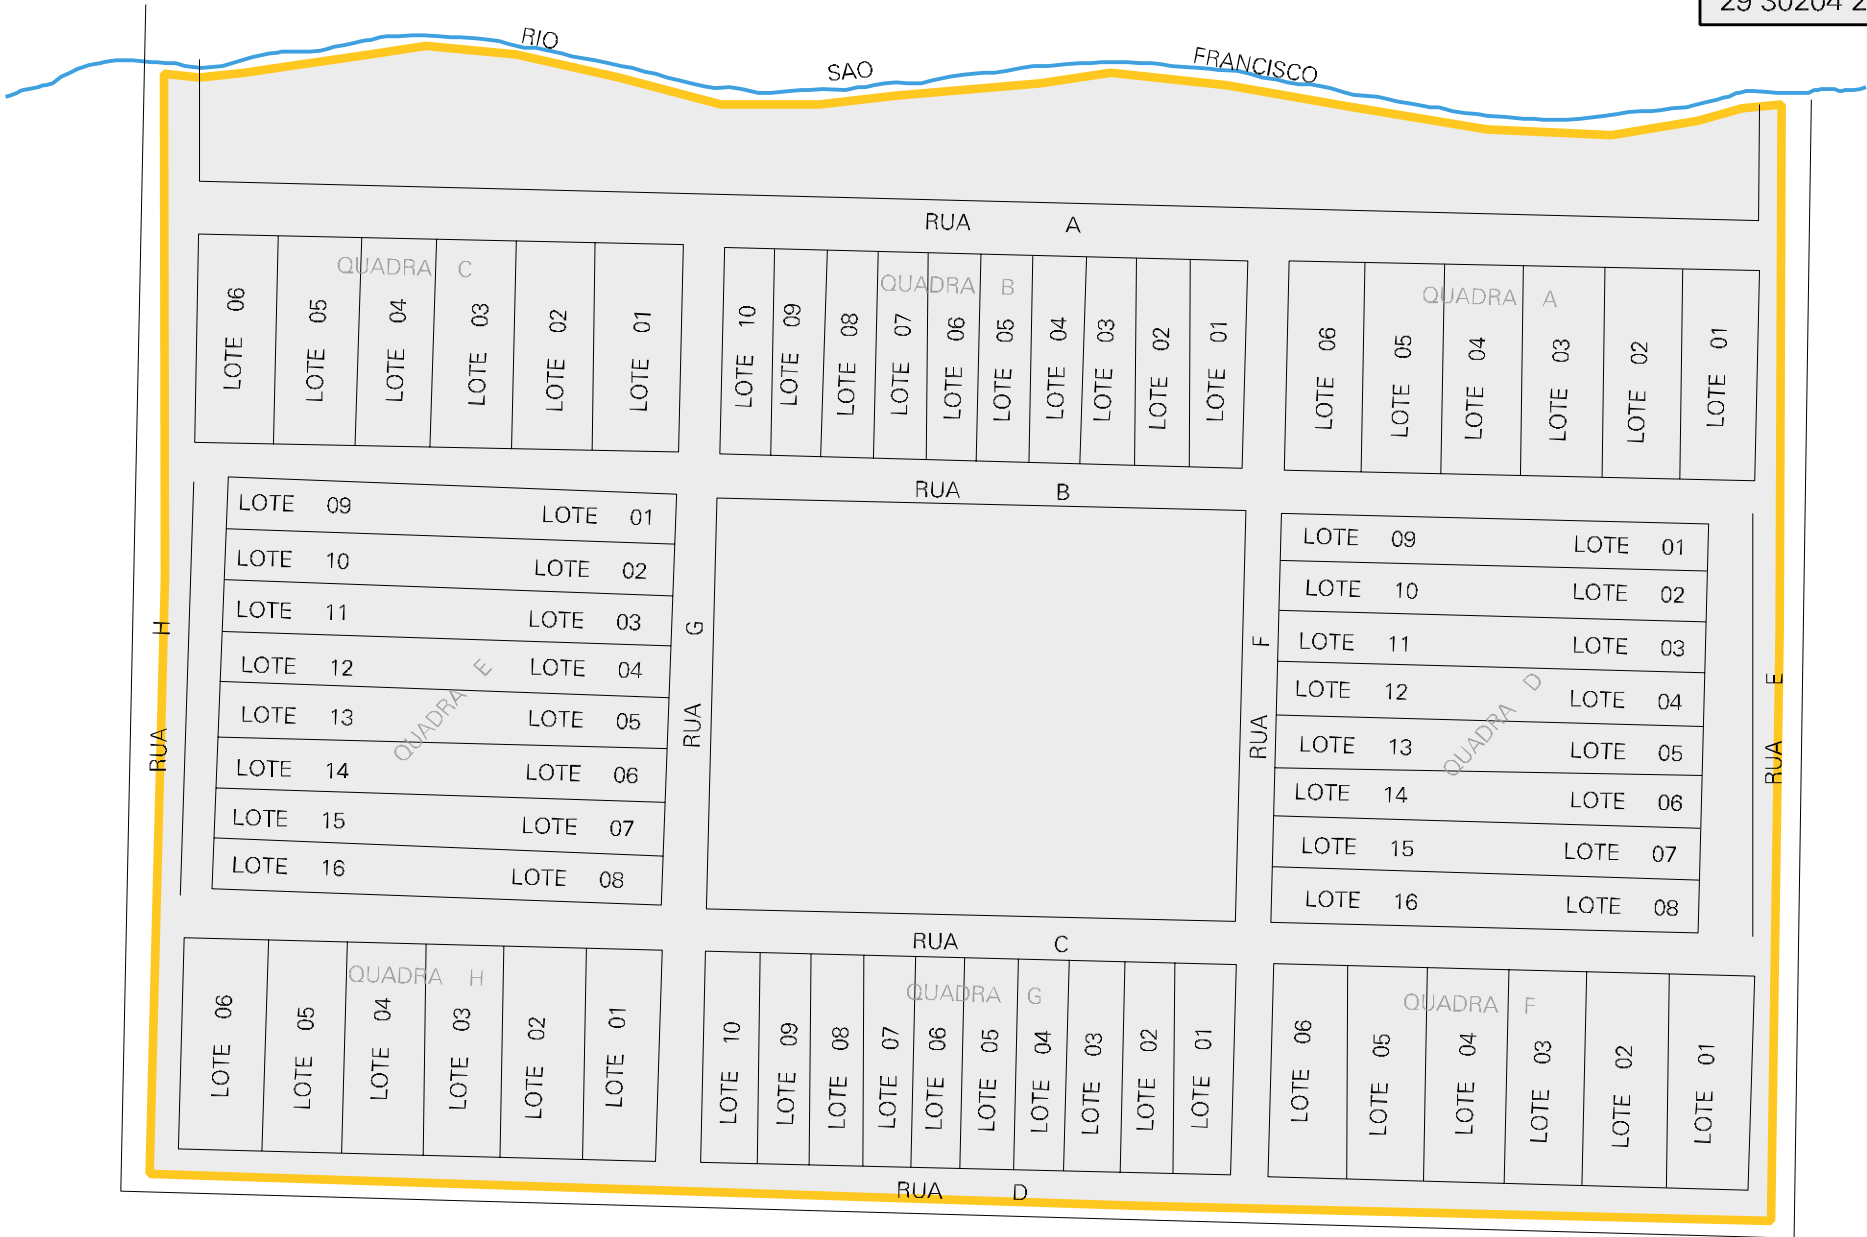 29 30204 2
RIO
SAO
FRANCISCO
RUA A
QUADRA C
LOTE 06
LOTE 05
LOTE 04
LOTE 03
LOTE 02
LOTE 01
QUADRA B
LOTE 10
LOTE 09
LOTE 08
LOTE 07
LOTE 06
LOTE 05
LOTE 04
LOTE 03
LOTE 02
LOTE 01
QUADRA A
LOTE 06
LOTE 05
LOTE 04
LOTE 03
LOTE 02
LOTE 01
RUA B
RUA H
LOTE 09 LOTE 01
LOTE 10 LOTE 02
LOTE 11 LOTE 03
LOTE 12 LOTE 04
LOTE 13 LOTE 05
LOTE 14 LOTE 06
LOTE 15 LOTE 07
LOTE 16 LOTE 08
QUADRA E
RUA G
RUA F
LOTE 09 LOTE 01
LOTE 10 LOTE 02
LOTE 11 LOTE 03
LOTE 12 LOTE 04
LOTE 13 LOTE 05
LOTE 14 LOTE 06
LOTE 15 LOTE 07
LOTE 16 LOTE 08
QUADRA D
RUA E
RUA C
QUADRA H
LOTE 06
LOTE 05
LOTE 04
LOTE 03
LOTE 02
LOTE 01
QUADRA G
LOTE 10
LOTE 09
LOTE 08
LOTE 07
LOTE 06
LOTE 05
LOTE 04
LOTE 03
LOTE 02
LOTE 01
QUADRA F
LOTE 06
LOTE 05
LOTE 04
LOTE 03
LOTE 02
LOTE 01
RUA D